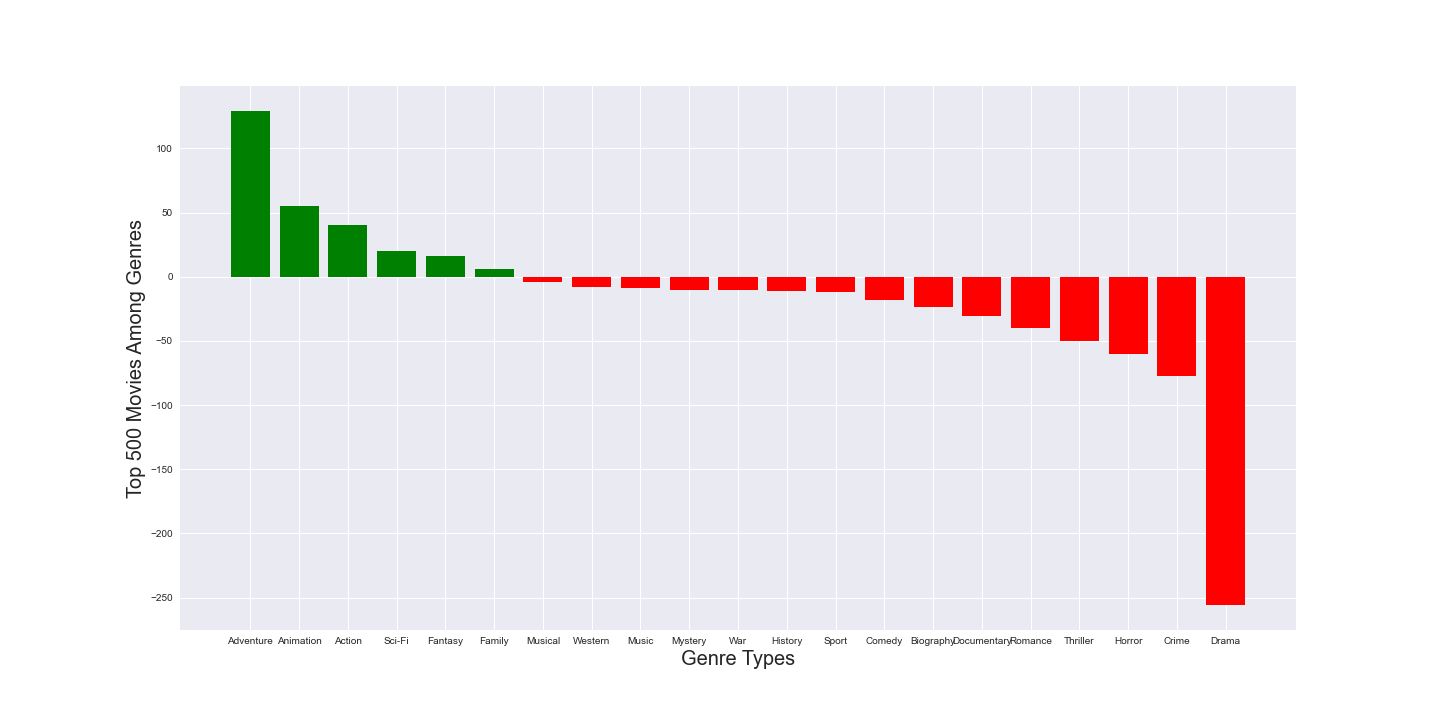 Top 500 Movies Among Genres
100
50
0
−50
−100
−150
−200
−250
Adventure Animation Action Sci-Fi Fantasy Family Musical Western Music Mystery War History Sport Comedy Biography Documentary Romance Thriller Horror Crime Drama
Genre Types